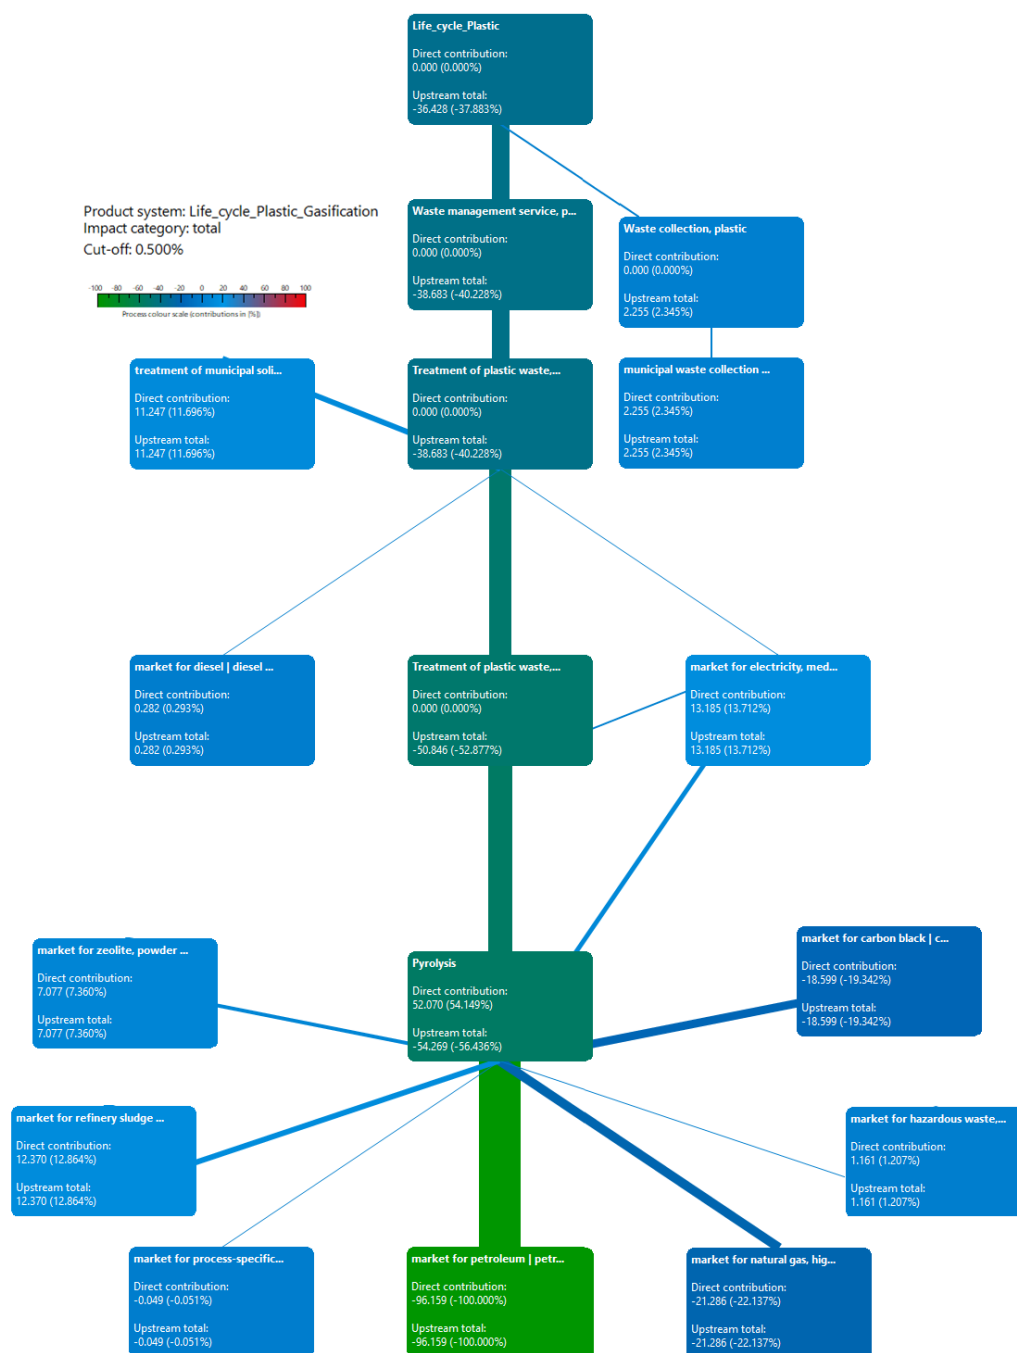 Life_cycle_Plastic
Direct contribution:
0.000 (0.000%)
Upstream total:
-36.428 (-37.883%)
Product system: Life_cycle_Plastic_Gasification
Impact category: total
Cut-off: 0.500%
-100 -80 -60 -40 -20 0 20 40 60 80 100
Process colour scale (contributions in [%])
Waste management service, p...
Direct contribution:
0.000 (0.000%)
Upstream total:
-38.683 (-40.228%)
Waste collection, plastic
Direct contribution:
0.000 (0.000%)
Upstream total:
2.255 (2.345%)
treatment of municipal soli...
Direct contribution:
11.247 (11.696%)
Upstream total:
11.247 (11.696%)
Treatment of plastic waste,...
Direct contribution:
0.000 (0.000%)
Upstream total:
-38.683 (-40.228%)
municipal waste collection ...
Direct contribution:
2.255 (2.345%)
Upstream total:
2.255 (2.345%)
market for diesel | diesel ...
Direct contribution:
0.282 (0.293%)
Upstream total:
0.282 (0.293%)
Treatment of plastic waste,...
Direct contribution:
0.000 (0.000%)
Upstream total:
-50.846 (-52.877%)
market for electricity, med...
Direct contribution:
13.185 (13.712%)
Upstream total:
13.185 (13.712%)
market for zeolite, powder ...
Direct contribution:
7.077 (7.360%)
Upstream total:
7.077 (7.360%)
Pyrolysis
Direct contribution:
52.070 (54.149%)
Upstream total:
-54.269 (-56.436%)
market for carbon black | c...
Direct contribution:
-18.599 (-19.342%)
Upstream total:
-18.599 (-19.342%)
market for refinery sludge ...
Direct contribution:
12.370 (12.864%)
Upstream total:
12.370 (12.864%)
market for hazardous waste,...
Direct contribution:
1.161 (1.207%)
Upstream total:
1.161 (1.207%)
market for process-specific...
Direct contribution:
-0.049 (-0.051%)
Upstream total:
-0.049 (-0.051%)
market for petroleum | petr...
Direct contribution:
-96.159 (-100.000%)
Upstream total:
-96.159 (-100.000%)
market for natural gas, hig...
Direct contribution:
-21.286 (-22.137%)
Upstream total:
-21.286 (-22.137%)